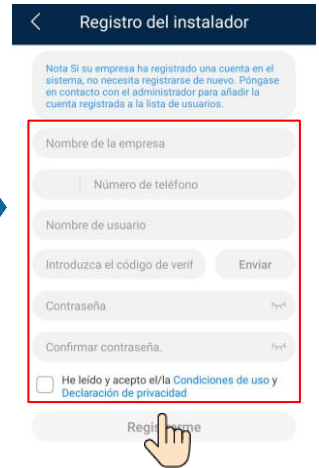 Registro del instalador
Nota Si su empresa ha registrado una cuenta en el
sistema, no necesita registrarse de nuevo. Póngase
en contacto con el administrador para añadir la
cuenta registrada a la lista de usuarios.
Nombre de la empresa
Número de teléfono
Nombre de usuario
Introduzca el código de verif Enviar
Contraseña
Confirmar contraseña.
He leído y acepto el/la Condiciones de uso y
Declaración de privacidad
Registrarme